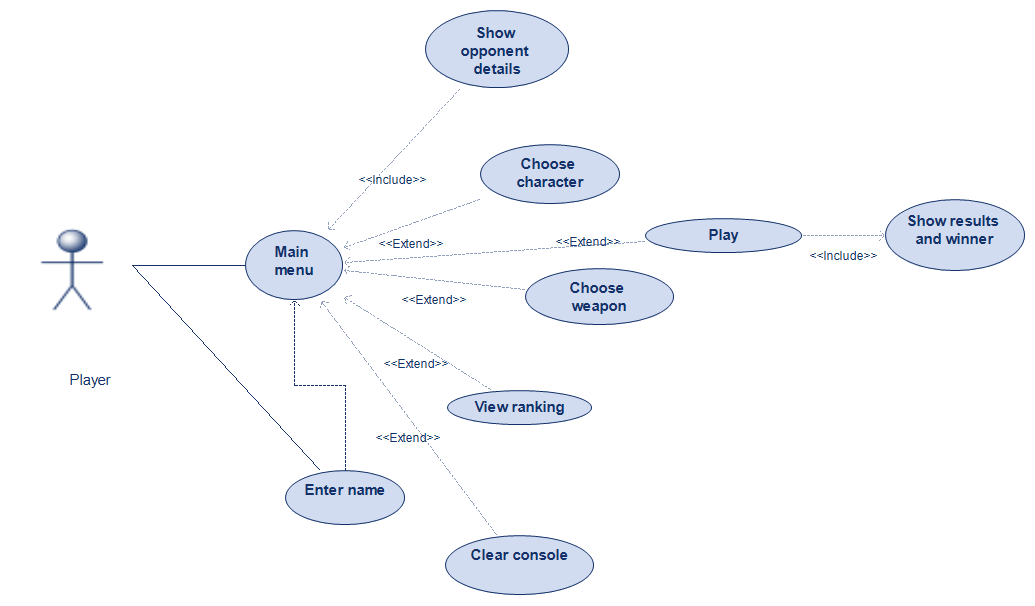 Show
opponent
details
<<Include>>
Choose
character
<<Extend>>
<<Extend>>
Play
Show results
and winner
<<Include>>
Main
menu
Choose
weapon
<<Extend>>
<<Extend>>
Player
View ranking
<<Extend>>
Enter name
Clear console